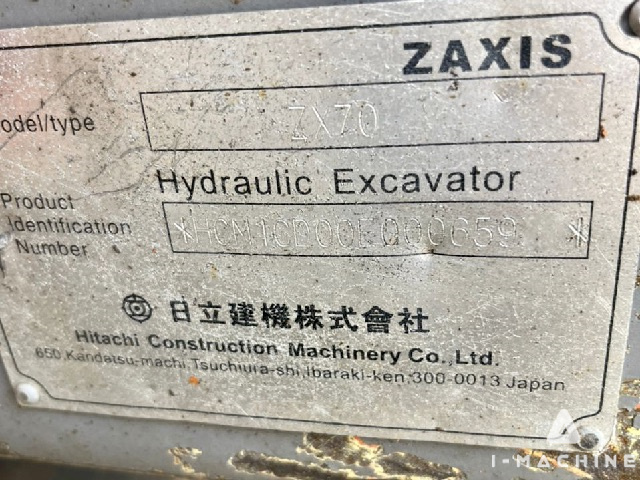 ZAXIS
odel/type ZX70
Hydraulic Excavator
Product
Identification
Number
日立建機株式會社
Hitachi Construction Machinery Co.,Ltd.
650,Kandatsu-machi,Tsuchiura-shi,Ibaraki-ken,300-0013 Japan
I-MACHINE